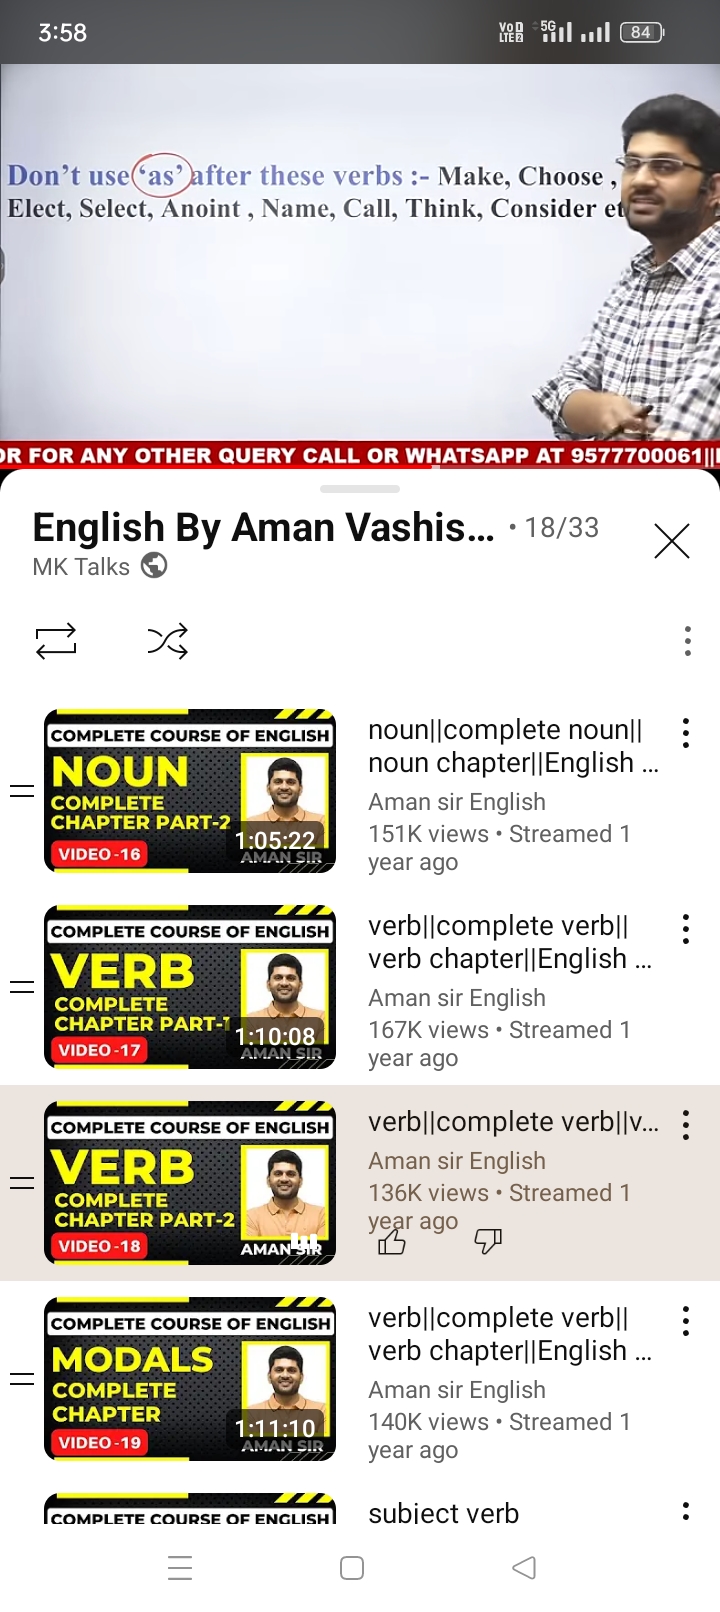 3:58
VoD
LTE2
5G
84
Don't use 'as' after these verbs :- Make, Choose ,
Elect, Select, Anoint , Name, Call, Think, Consider et
OR FOR ANY OTHER QUERY CALL OR WHATSAPP AT 9577700061||
English By Aman Vashis... • 18/33
MK Talks
COMPLETE COURSE OF ENGLISH
NOUN
COMPLETE
CHAPTER PART-2
VIDEO -16
1:05:22
AMAN SIR
noun||complete noun||
noun chapter||English ...
Aman sir English
151K views • Streamed 1
year ago
COMPLETE COURSE OF ENGLISH
VERB
COMPLETE
CHAPTER PART-1
VIDEO -17
1:10:08
AMAN SIR
verb||complete verb||
verb chapter||English ...
Aman sir English
167K views • Streamed 1
year ago
COMPLETE COURSE OF ENGLISH
VERB
COMPLETE
CHAPTER PART-2
VIDEO -18
AMAN SIR
verb||complete verb||v...
Aman sir English
136K views • Streamed 1
year ago
COMPLETE COURSE OF ENGLISH
MODALS
COMPLETE
CHAPTER
VIDEO -19
1:11:10
AMAN SIR
verb||complete verb||
verb chapter||English ...
Aman sir English
140K views • Streamed 1
year ago
COMPLETE COURSE OF ENGLISH
subject verb